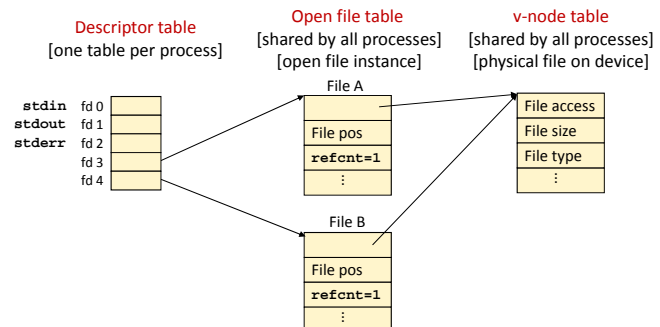 Descriptor table
[one table per process]
Open file table
[shared by all processes]
[open file instance]
v-node table
[shared by all processes]
[physical file on device]
stdin fd 0
stdout fd 1
stderr fd 2
fd 3
fd 4
File A
File pos
refcnt=1
⋮
File B
File pos
refcnt=1
⋮
File access
File size
File type
⋮